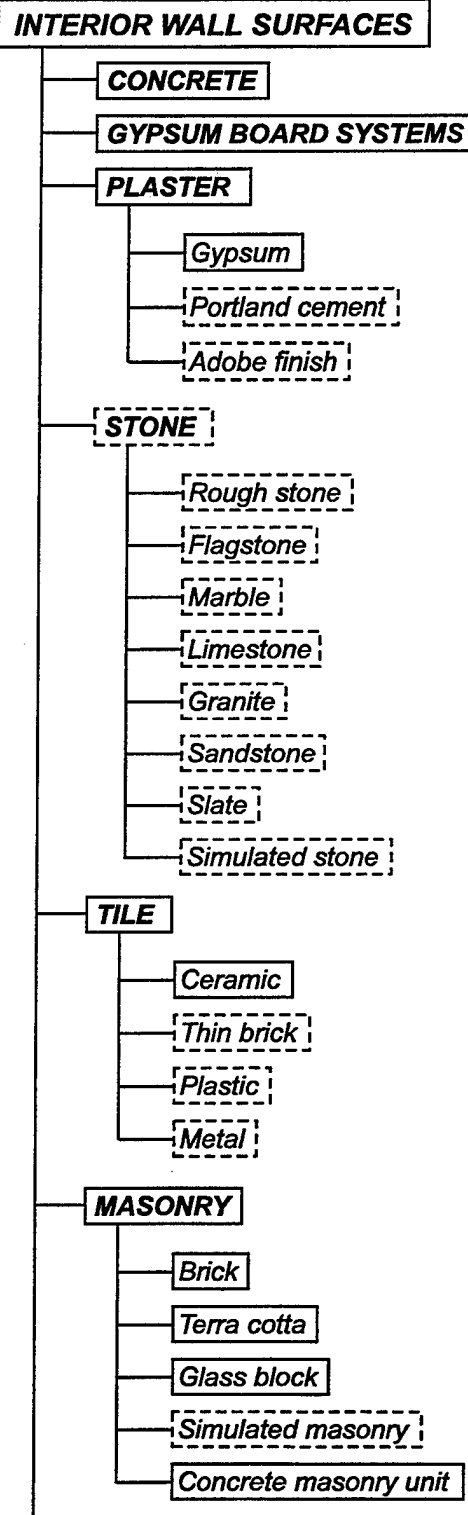 INTERIOR WALL SURFACES
CONCRETE
GYPSUM BOARD SYSTEMS
PLASTER
Gypsum
Portland cement
Adobe finish
STONE
Rough stone
Flagstone
Marble
Limestone
Granite
Sandstone
Slate
Simulated stone
TILE
Ceramic
Thin brick
Plastic
Metal
MASONRY
Brick
Terra cotta
Glass block
Simulated masonry
Concrete masonry unit